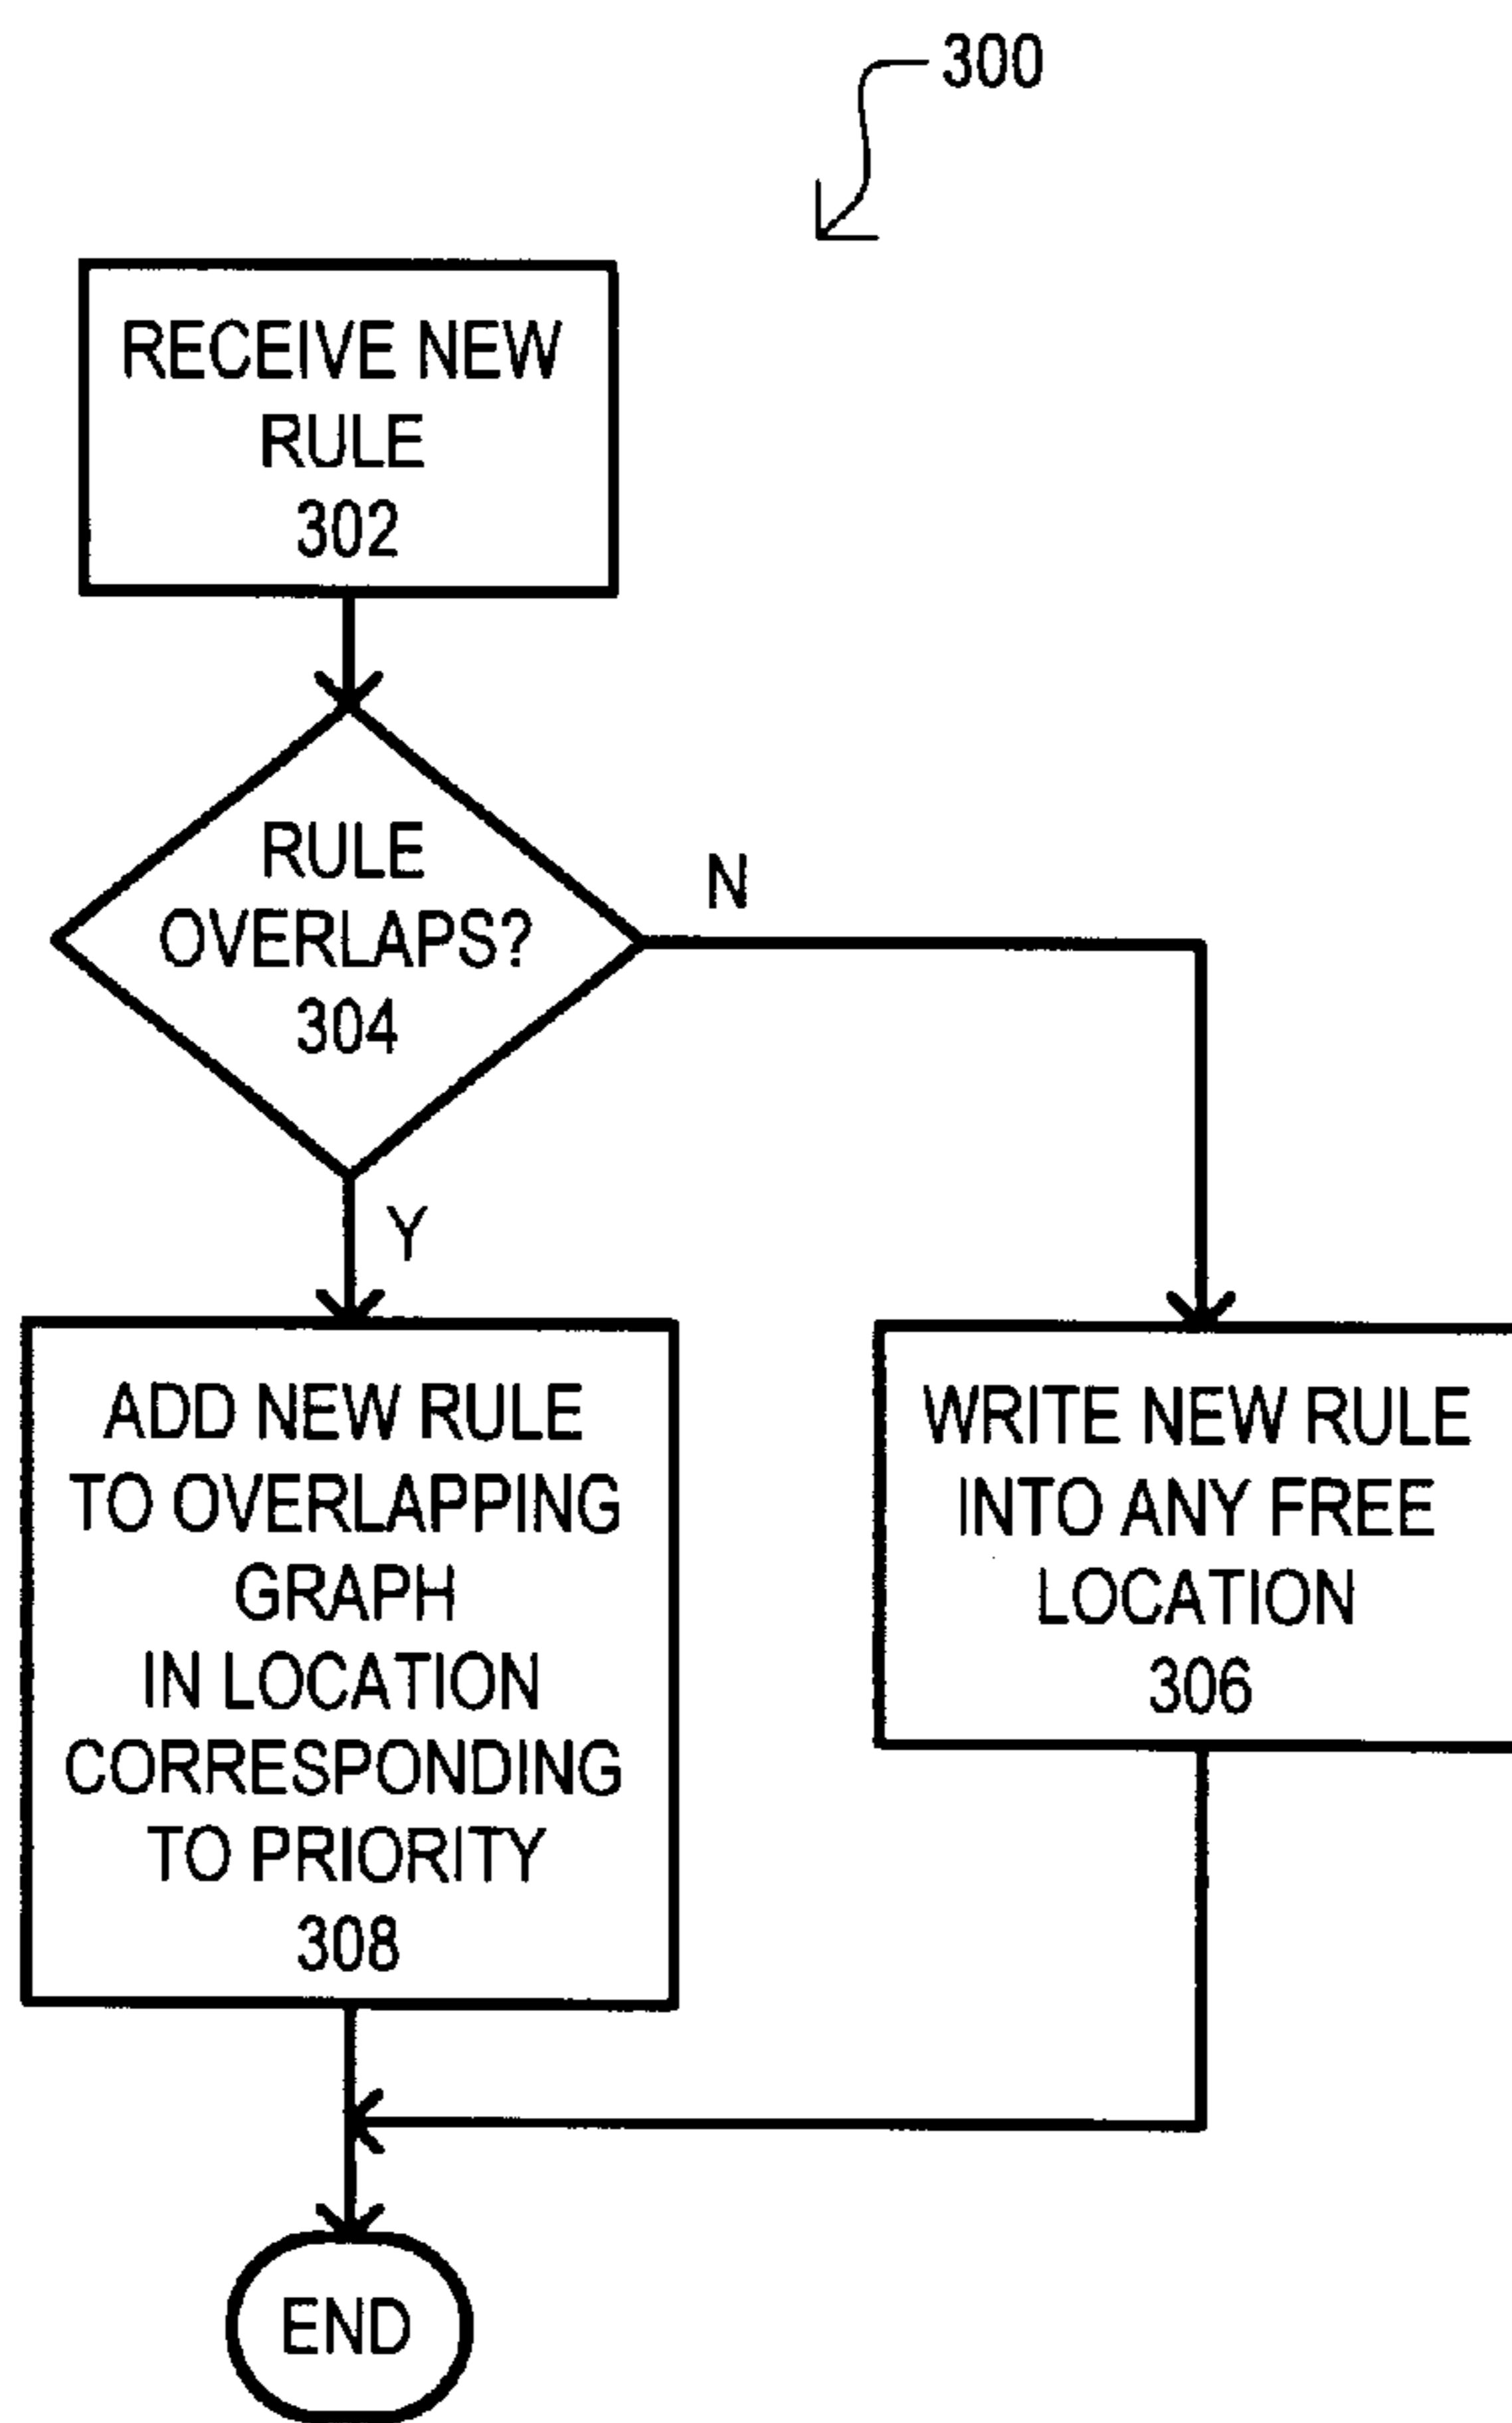 300
RECEIVE NEW
RULE
302
RULE
OVERLAPS?
304
N
Y
ADD NEW RULE
TO OVERLAPPING
GRAPH
IN LOCATION
CORRESPONDING
TO PRIORITY
308
WRITE NEW RULE
INTO ANY FREE
LOCATION
306
END